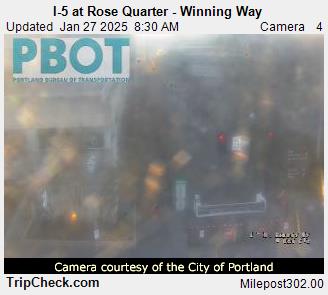 I-5 at Rose Quarter - Winning Way
Updated Jan 27 2025 8:30 AM Camera 4
PBOT
PORTLAND BUREAU OF TRANSPORTATION
Camera courtesy of the City of Portland
TripCheck.com Milepost302.00